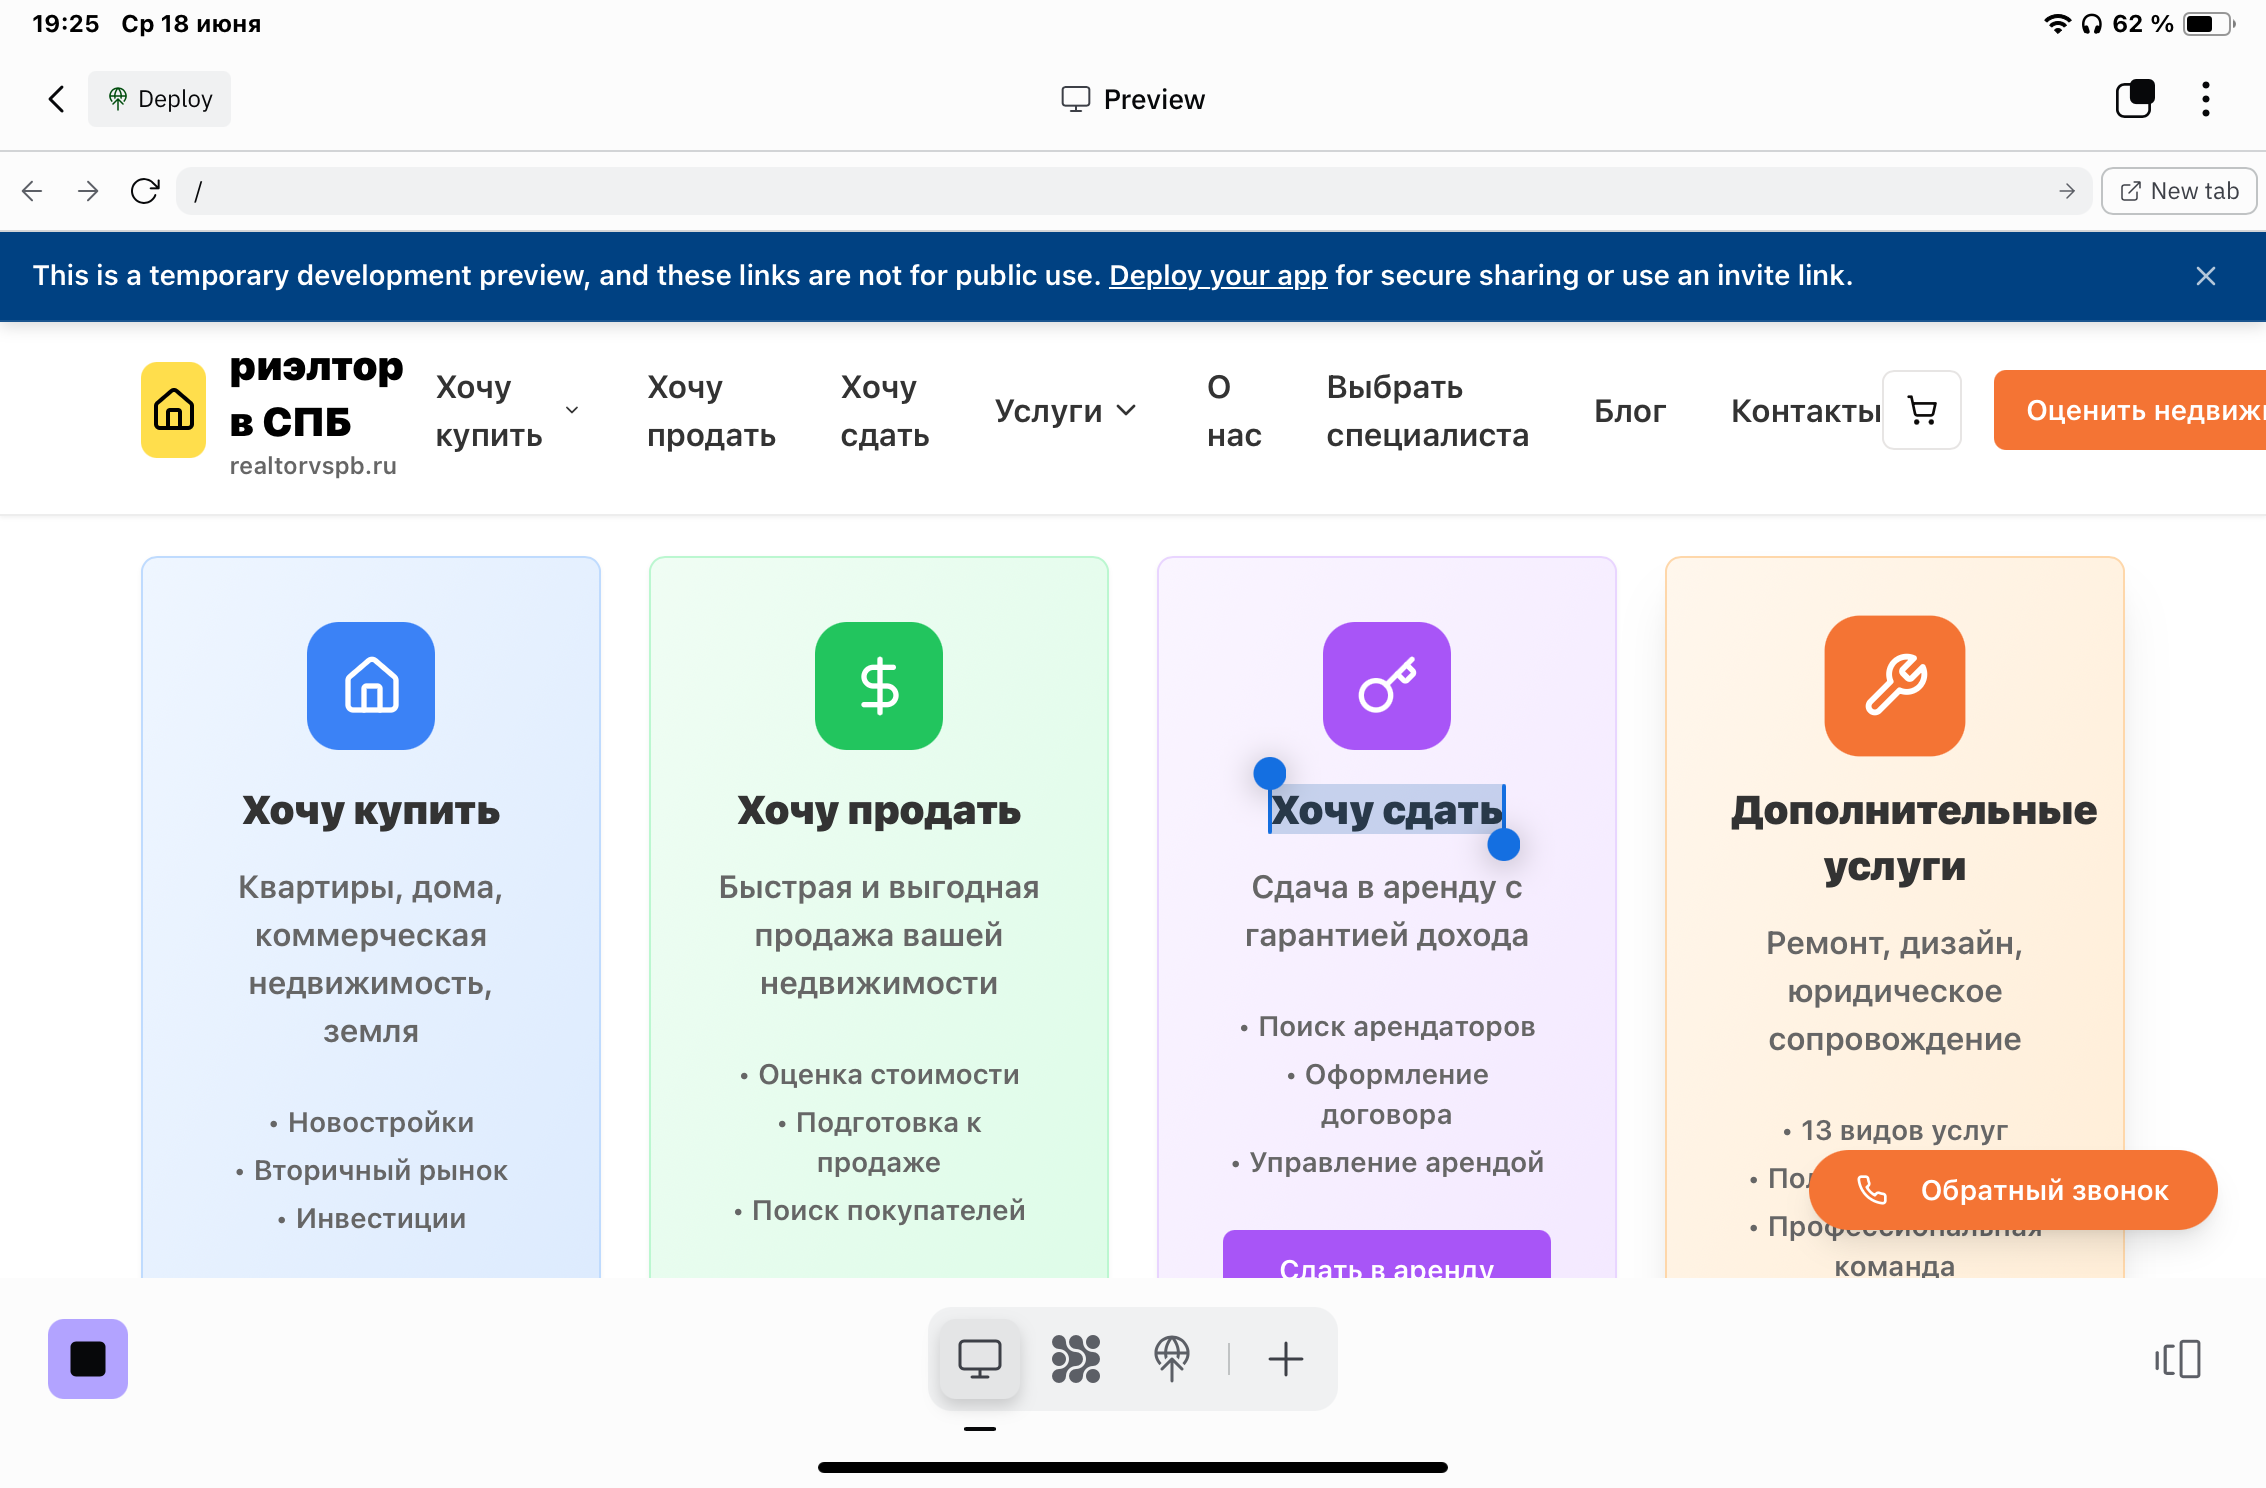 19:25 Ср 18 июня
62 %
Deploy
Preview
/
New tab
This is a temporary development preview, and these links are not for public use. Deploy your app for secure sharing or use an invite link.
риэлтор
в СПБ
realtorvspb.ru
Хочу
купить
Хочу
продать
Хочу
сдать
Услуги
О
нас
Выбрать
специалиста
Блог
Контакты
Оценить
Хочу купить
Квартиры, дома,
коммерческая
недвижимость,
земля
• Новостройки
• Вторичный рынок
• Инвестиции
Хочу продать
Быстрая и выгодная
продажа вашей
недвижимости
• Оценка стоимости
• Подготовка к
продаже
• Поиск покупателей
Хочу сдать
Сдача в аренду с
гарантией дохода
• Поиск арендаторов
• Оформление
договора
• Управление арендой
Сдать в аренду
Дополнительные
услуги
Ремонт, дизайн,
юридическое
сопровождение
• 13 видов услуг
• Профессиональная
команда
Обратный звонок